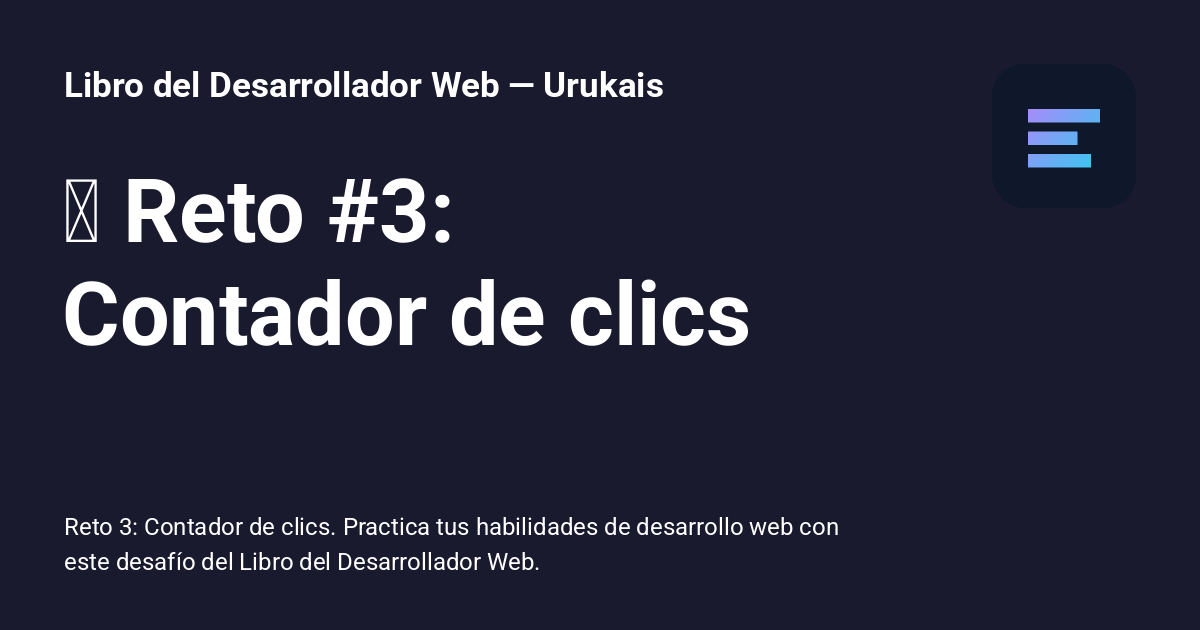 Libro del Desarrollador Web — Urukais
Reto #3:
Contador de clics
Reto 3: Contador de clics. Practica tus habilidades de desarrollo web con
este desafío del Libro del Desarrollador Web.